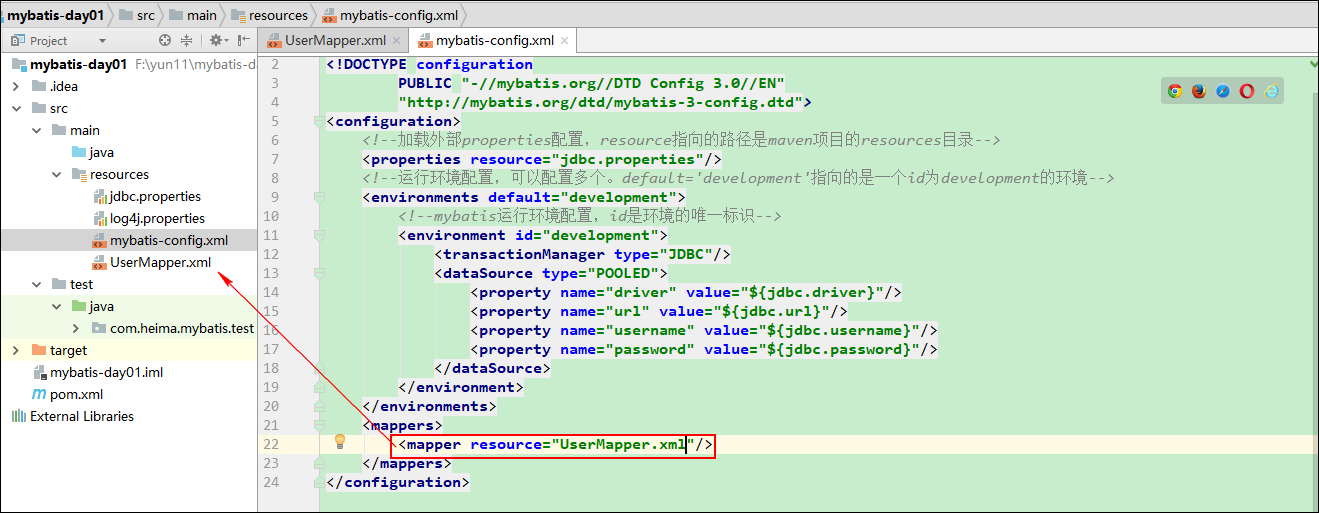 mybatis-day01 src main resources mybatis-config.xml
Project
UserMapper.xml mybatis-config.xml
mybatis-day01 F:\yun11\mybatis-d
.idea
src
main
java
resources
jdbc.properties
log4j.properties
mybatis-config.xml
UserMapper.xml
test
java
com.heima.mybatis.test
target
mybatis-day01.iml
pom.xml
External Libraries
2 <!DOCTYPE configuration
3 PUBLIC "-//mybatis.org//DTD Config 3.0//EN"
4 "http://mybatis.org/dtd/mybatis-3-config.dtd">
5 <configuration>
6 <!--加载外部properties配置，resource指向的路径是maven项目的resources目录-->
7 <properties resource="jdbc.properties"/>
8 <!--运行环境配置，可以配置多个。default='development'指向的是一个id为development的环境-->
9 <environments default="development">
10 <!--mybatis运行环境配置，id是环境的唯一标识-->
11 <environment id="development">
12 <transactionManager type="JDBC"/>
13 <dataSource type="POOLED">
14 <property name="driver" value="${jdbc.driver}"/>
15 <property name="url" value="${jdbc.url}"/>
16 <property name="username" value="${jdbc.username}"/>
17 <property name="password" value="${jdbc.password}"/>
18 </dataSource>
19 </environment>
20 </environments>
21 <mappers>
22 <mapper resource="UserMapper.xml"/>
23 </mappers>
24 </configuration>